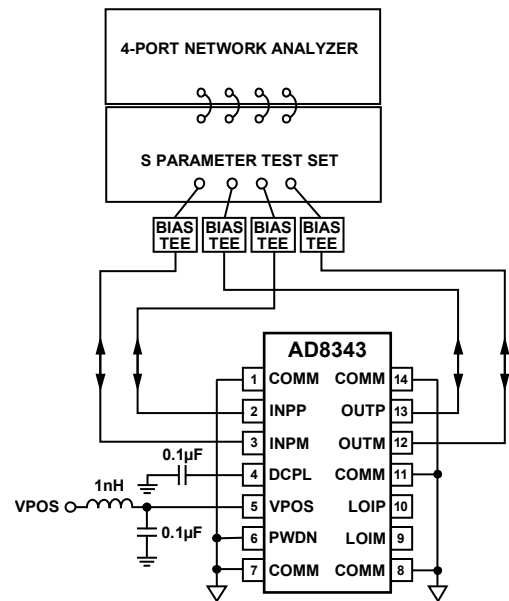 4-PORT NETWORK ANALYZER
S PARAMETER TEST SET
BIAS TEE
BIAS TEE
BIAS TEE
BIAS TEE
AD8343
1 COMM COMM 14
2 INPP OUTP 13
0.1µF 3 INPM OUTM 12
4 DCPL COMM 11
1nH
VPOS 5 VPOS LOIP 10
0.1µF 6 PWDN LOIM 9
7 COMM COMM 8